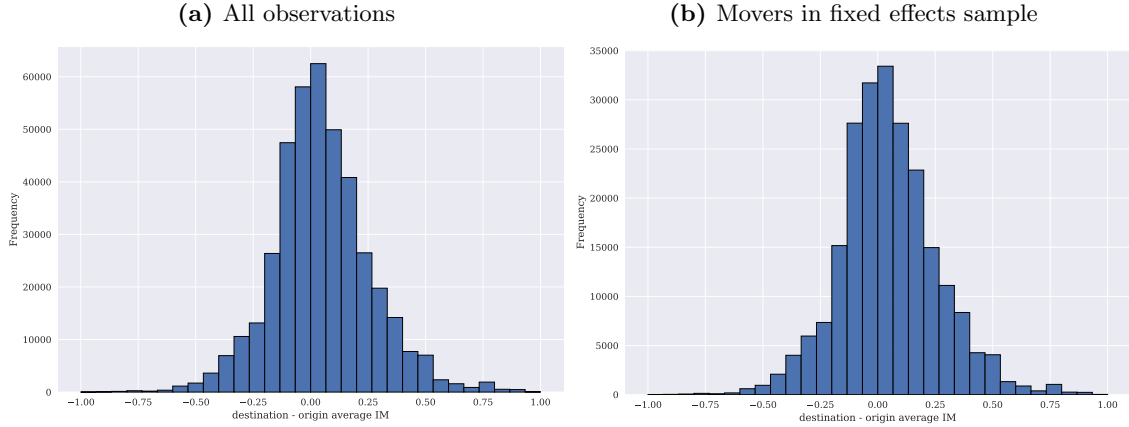 (a) All observations
60000
50000
40000
30000
20000
10000
0
Frequency
−1.00 −0.75 −0.50 −0.25 0.00 0.25 0.50 0.75 1.00
destination - origin average IM
(b) Movers in fixed effects sample
35000
30000
25000
20000
15000
10000
5000
0
Frequency
−1.00 −0.75 −0.50 −0.25 0.00 0.25 0.50 0.75 1.00
destination - origin average IM